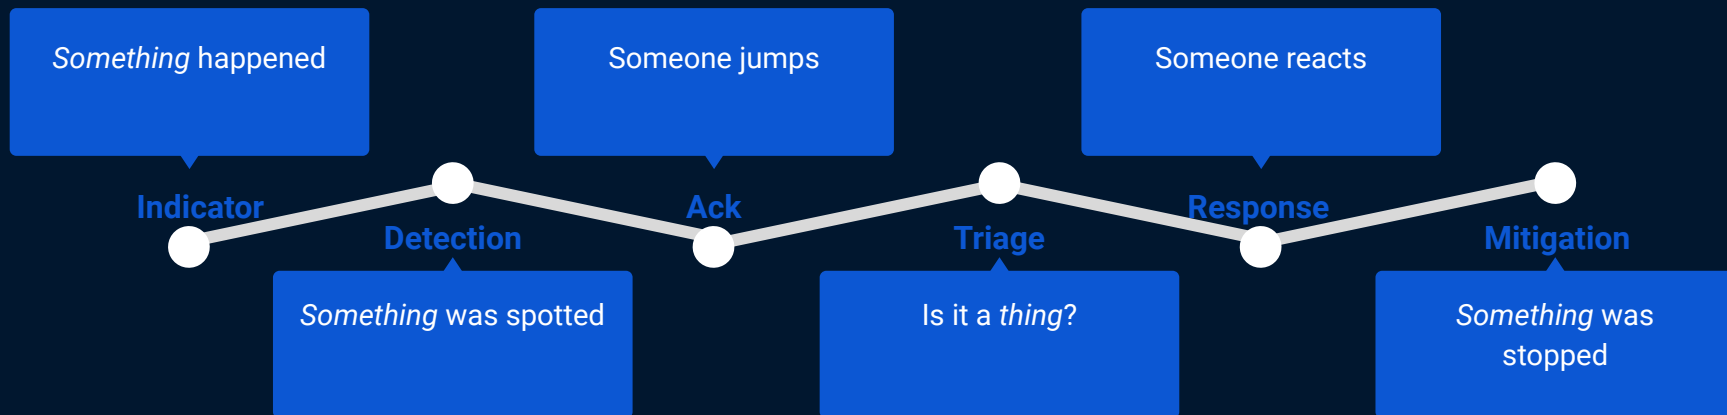 Something happened
Someone jumps
Someone reacts
Indicator
Ack
Response
Detection
Triage
Mitigation
Something was spotted
Is it a thing?
Something was
stopped